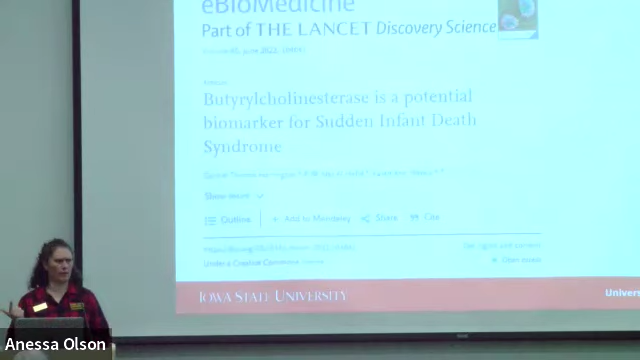 eBioMedicine
Part of THE LANCET Discovery Science
Butyrylcholinesterase is a potential
biomarker for Sudden Infant Death
Syndrome
Show more
Outline
Add to Mendeley
Share
Cite
Under a Creative Commons
IOWA STATE UNIVERSITY
Univers
Anessa Olson